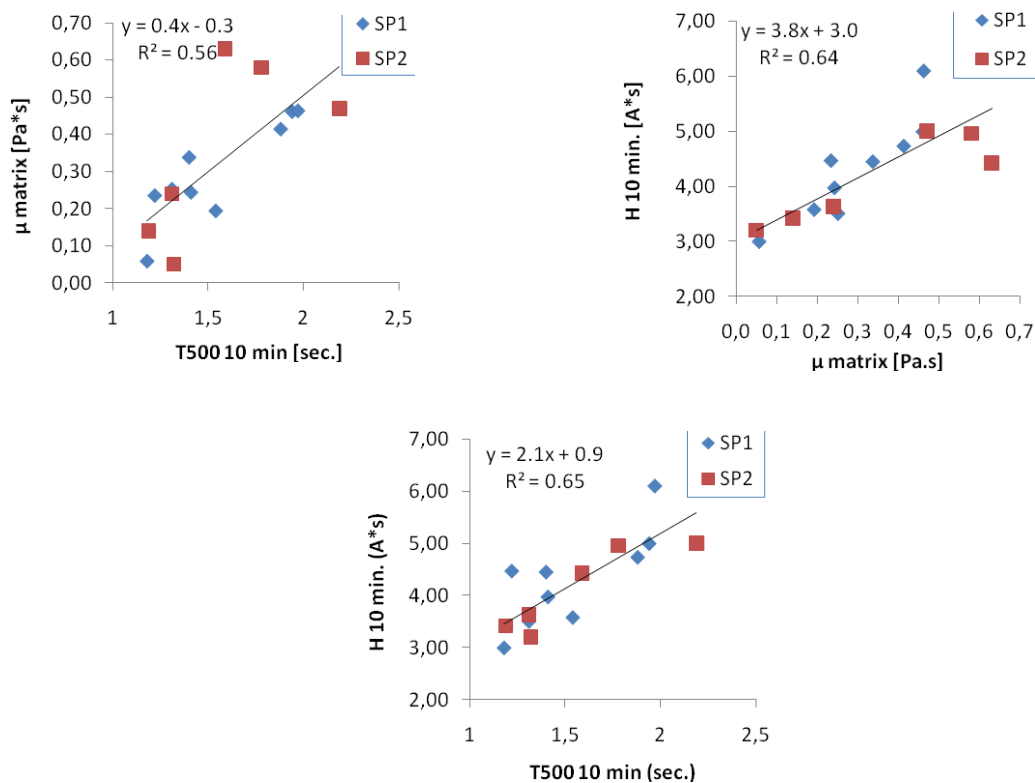 0,70
0,60
0,50
0,40
0,30
0,20
0,10
0,00
µ matrix [Pa*s]
y = 0.4x - 0.3
R² = 0.56
SP1
SP2
1 1,5 2 2,5
T500 10 min [sec.]
7,00
6,00
5,00
4,00
3,00
2,00
H 10 min. [A*s]
y = 3.8x + 3.0
R² = 0.64
SP1
SP2
0,0 0,1 0,2 0,3 0,4 0,5 0,6 0,7
µ matrix [Pa.s]
7,00
6,00
5,00
4,00
3,00
2,00
H 10 min. (A*s)
y = 2.1x + 0.9
R² = 0.65
SP1
SP2
1 1,5 2 2,5
T500 10 min (sec.)